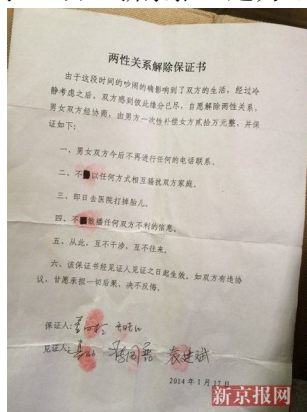 两性关系解除保证书
由于这段时间的吵闹的确影响到了双方的生活。经过冷
静考虑之后，双方感到彼此缘分已尽，自愿解除两性关系，
男女双方经协商，由男方一次性补偿女方贰拾万元整，并保
证如下：
一、男女双方今后不再进行任何的电话联系。
二、不以任何方式相互骚扰双方家庭。
三、即日去医院打掉胎儿。
四、不散播任何双方不利的信息。
五、从此，互不干涉，互不往来。
六、该保证书经见证人见证之日起生效。如双方有违协
议，甘愿承担一切后果，决不反悔。
保证人：
见证人：
2014年1月17日
新京报网